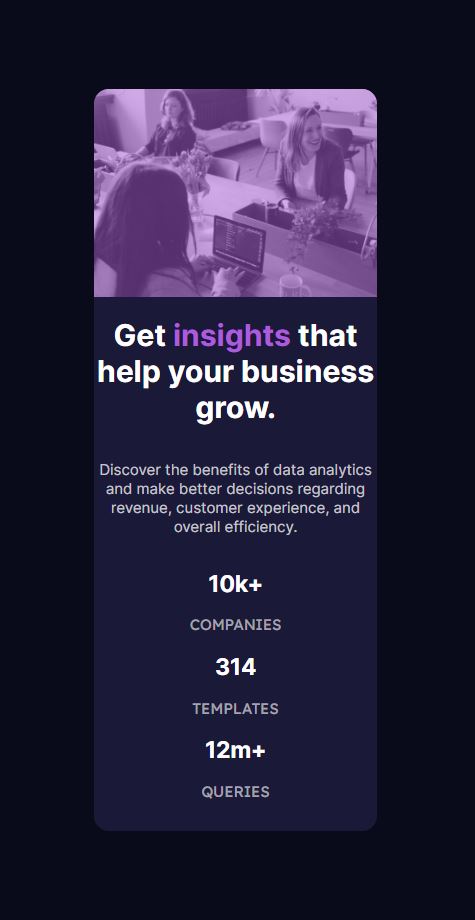 Get insights that
help your business
grow.
Discover the benefits of data analytics
and make better decisions regarding
revenue, customer experience, and
overall efficiency.
10k+
COMPANIES
314
TEMPLATES
12m+
QUERIES